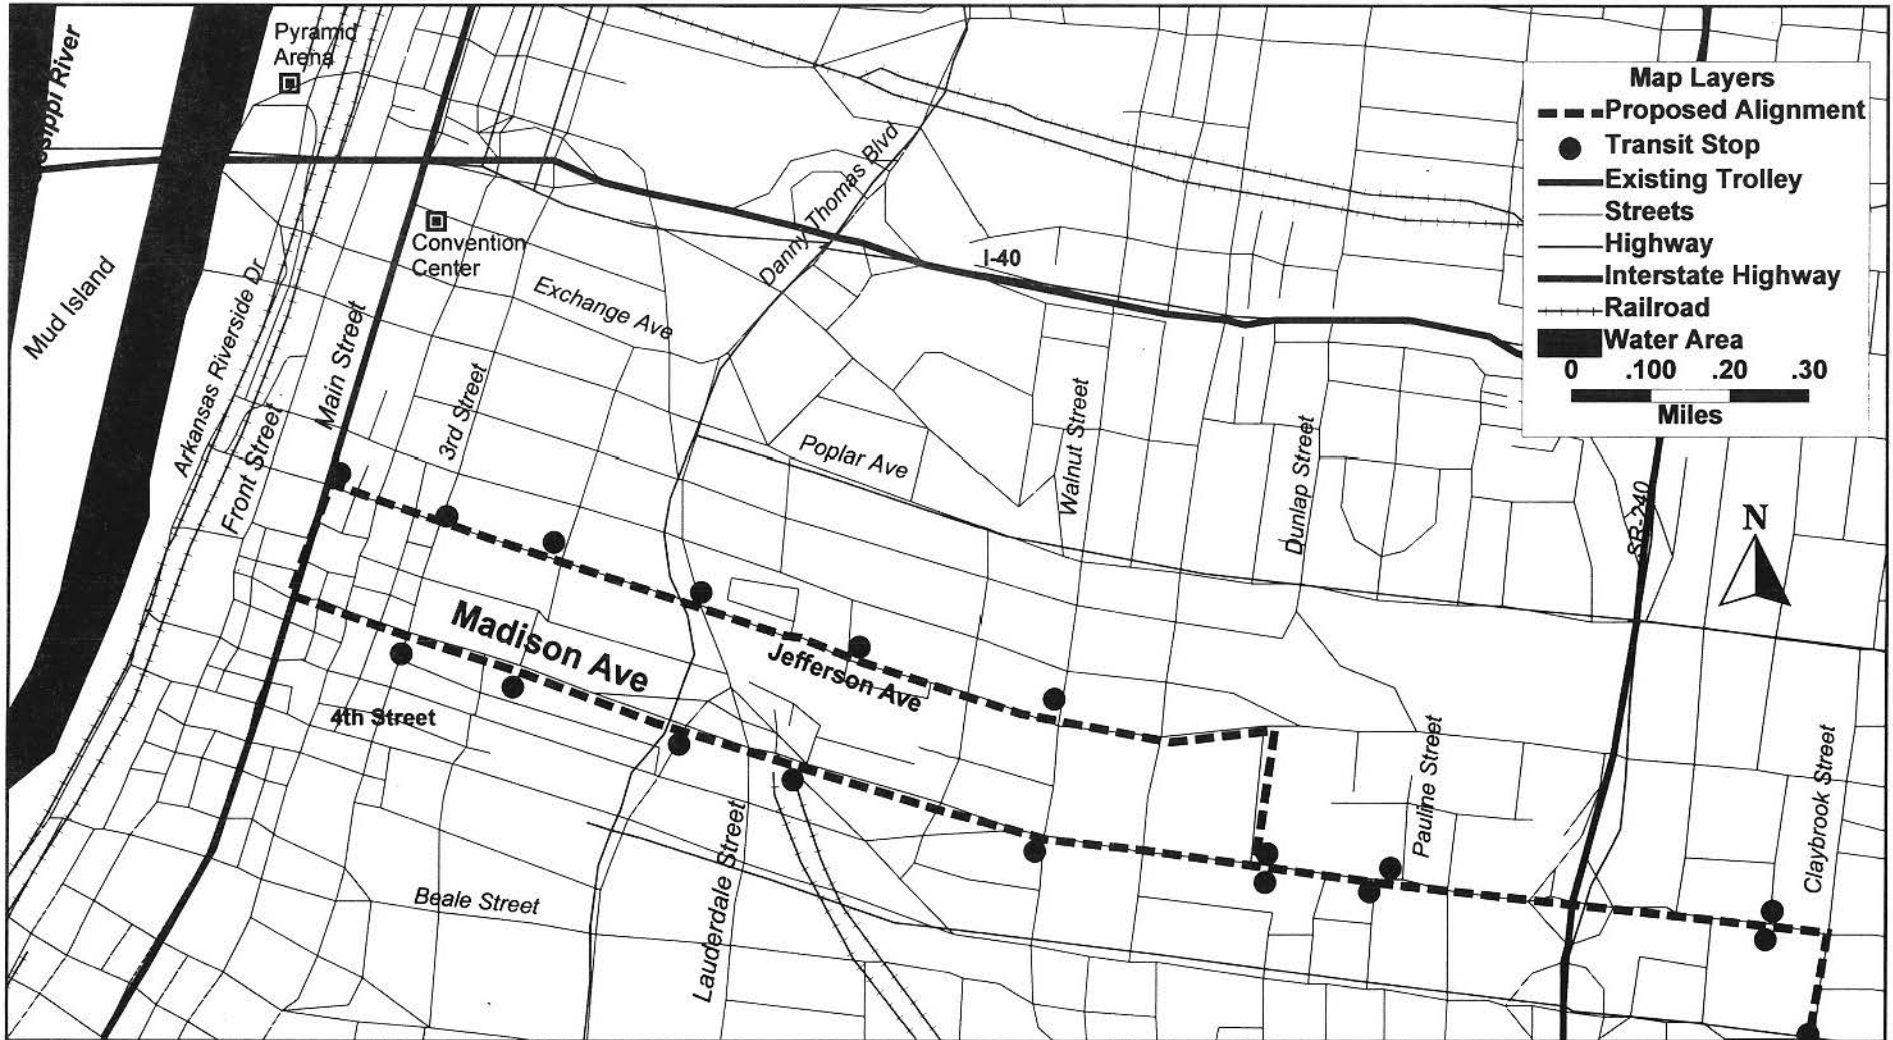 Pyramid
Arena
Mississippi River
Map Layers
Proposed Alignment
Transit Stop
Existing Trolley
Streets
Highway
Interstate Highway
Railroad
Water Area
0 .100 .20 .30
Miles
Danny Thomas Blvd
Convention
Center
I-40
Mud Island
Arkansas Riverside Dr
Exchange Ave
Main Street
3rd Street
Front Street
Poplar Ave
Walnut Street
Dunlap Street
SR-240
N
Madison Ave
Jefferson Ave
4th Street
Pauline Street
Claybrook Street
Lauderdale Street
Beale Street